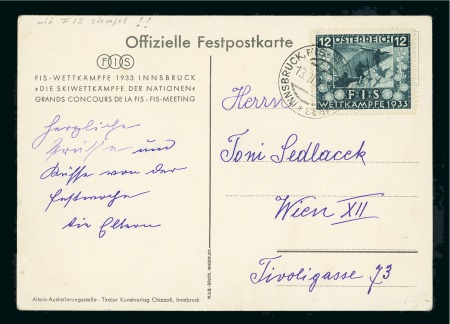 mit FIS stempel !!
Offizielle Festpostkarte
FIS
FIS-WETTKÄMPFE 1933 INNSBRUCK
»DIE SKIWETTKÄMPFE DER NATIONEN«
GRANDS CONCOURS DE LA FIS - FIS-MEETING
herzliche
Grüsse und
Küsse von der
Festwoche
die Eltern
12 ÖSTERREICH 12
FIS
WETTKÄMPFE 1933
INNSBRUCK, FIS
Herrn
Toni Sedlacek
Wien XII
Tivoligasse 73
Allein-Auslieferungsstelle: Tiroler Kunstverlag Chizzali, Innsbruck